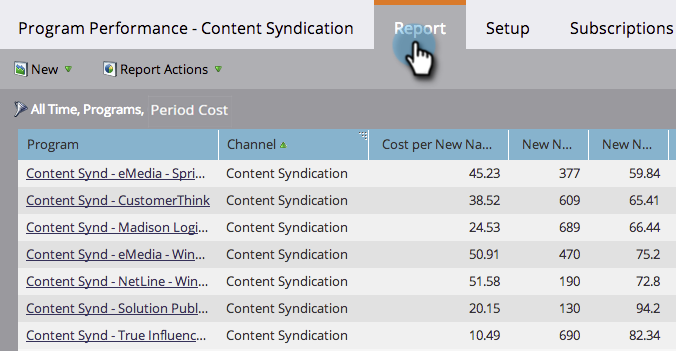 Program Performance - Content Syndication Report Setup Subscriptions
New Report Actions
All Time, Programs, Period Cost
Program Channel Cost per New Na... New N... New N...
Content Synd - eMedia - Spri... Content Syndication 45.23 377 59.84
Content Synd - CustomerThink Content Syndication 38.52 609 65.41
Content Synd - Madison Logi... Content Syndication 24.53 689 66.44
Content Synd - eMedia - Win... Content Syndication 50.91 470 75.2
Content Synd - NetLine - Win... Content Syndication 51.58 190 72.8
Content Synd - Solution Publ... Content Syndication 20.15 130 94.2
Content Synd - True Influenc... Content Syndication 10.49 690 82.34